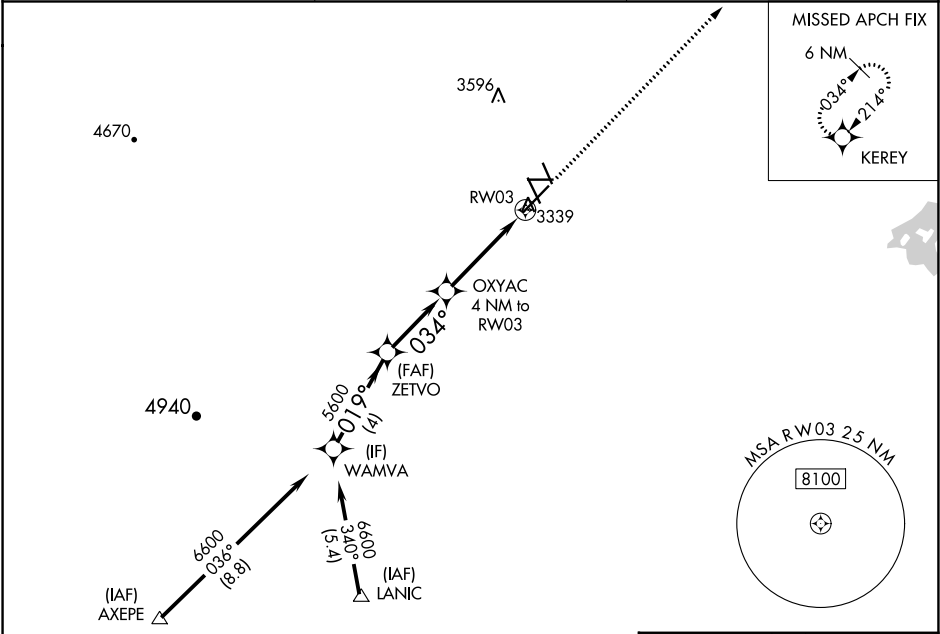 MISSED APCH FIX
6 NM
034°
214°
KEREY
3596
4670
RW03
3339
OXYAC
4 NM to
RW03
034°
(FAF)
ZETVO
5600
019°
(4)
4940
(IF)
WAMVA
MSA RW03 25 NM
8100
6600
036°
(8.8)
6600
340°
(5.4)
(IAF)
LANIC
(IAF)
AXEPE